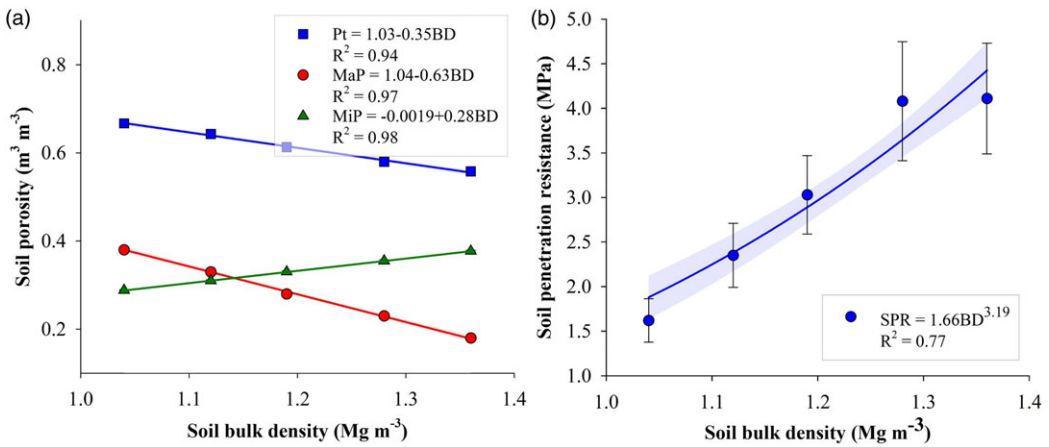 (a)
Pt = 1.03-0.35BD
R² = 0.94
MaP = 1.04-0.63BD
R² = 0.97
MiP = -0.0019+0.28BD
R² = 0.98
0.8
0.6
0.4
0.2
Soil porosity (m³ m⁻³)
1.0 1.1 1.2 1.3 1.4
Soil bulk density (Mg m⁻³)
(b)
5.0
4.5
4.0
3.5
3.0
2.5
2.0
1.5
1.0
Soil penetration resistance (MPa)
SPR = 1.66BD³·¹⁹
R² = 0.77
1.0 1.1 1.2 1.3 1.4
Soil bulk density (Mg m⁻³)